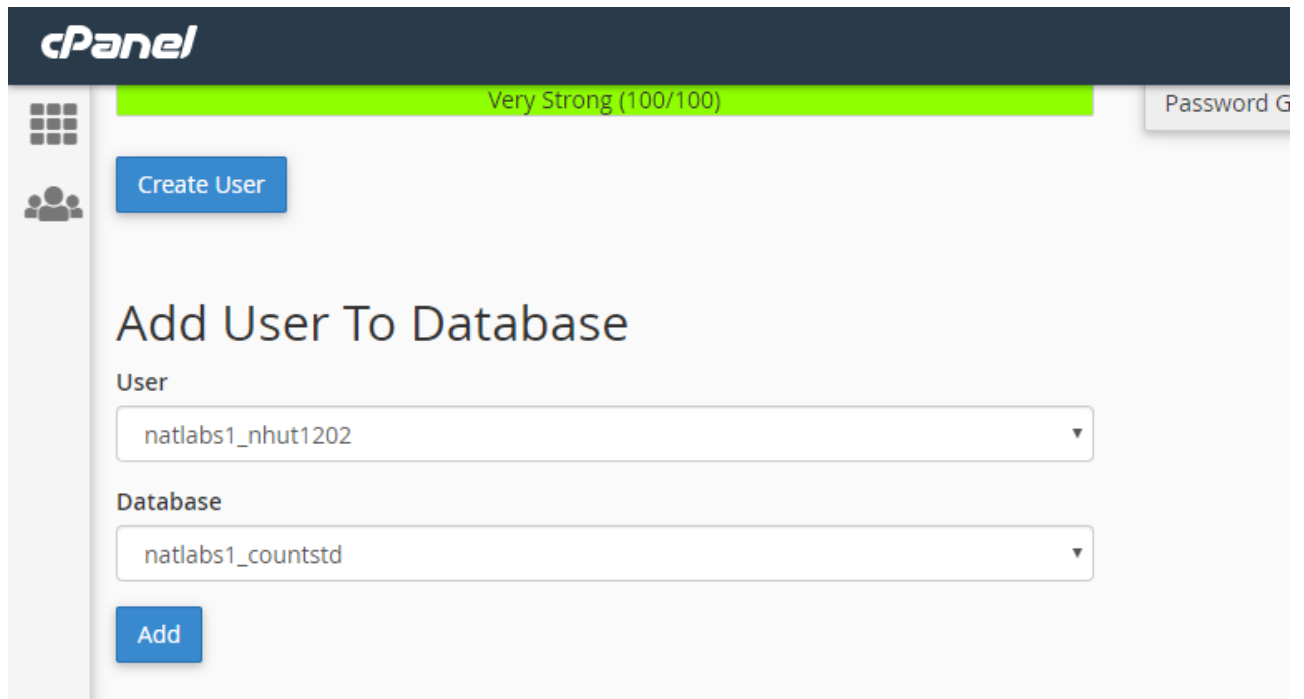 cPanel
Very Strong (100/100)
Password G
Create User
Add User To Database
User
natlabs1_nhut1202
Database
natlabs1_countstd
Add